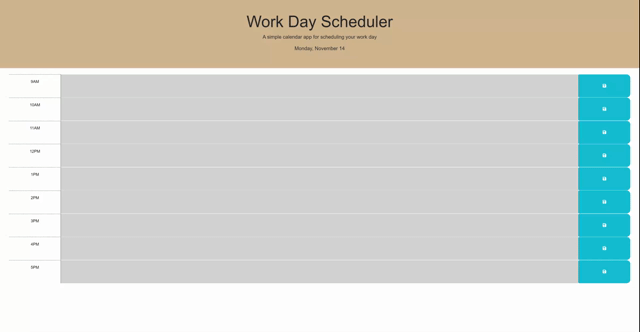 Work Day Scheduler
A simple calendar app for scheduling your work day
Monday, November 14
9AM
10AM
11AM
12PM
1PM
2PM
3PM
4PM
5PM